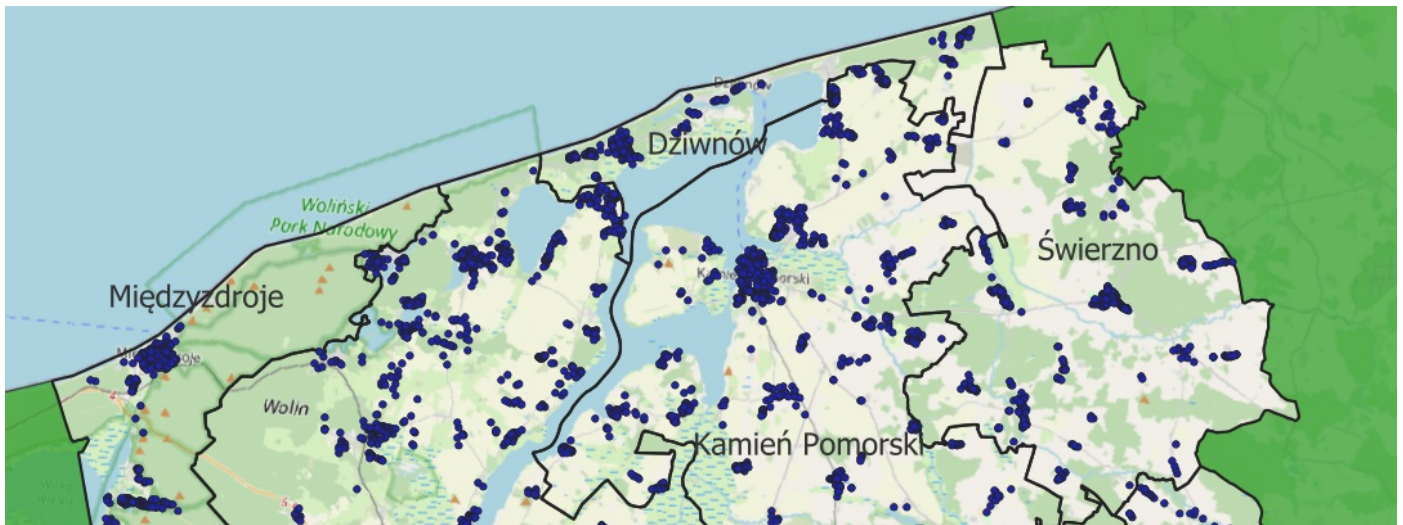 Dziwnów
Woliński
Park Narodowy
Świerzno
Międzyzdroje
Wolin
Kamień Pomorski